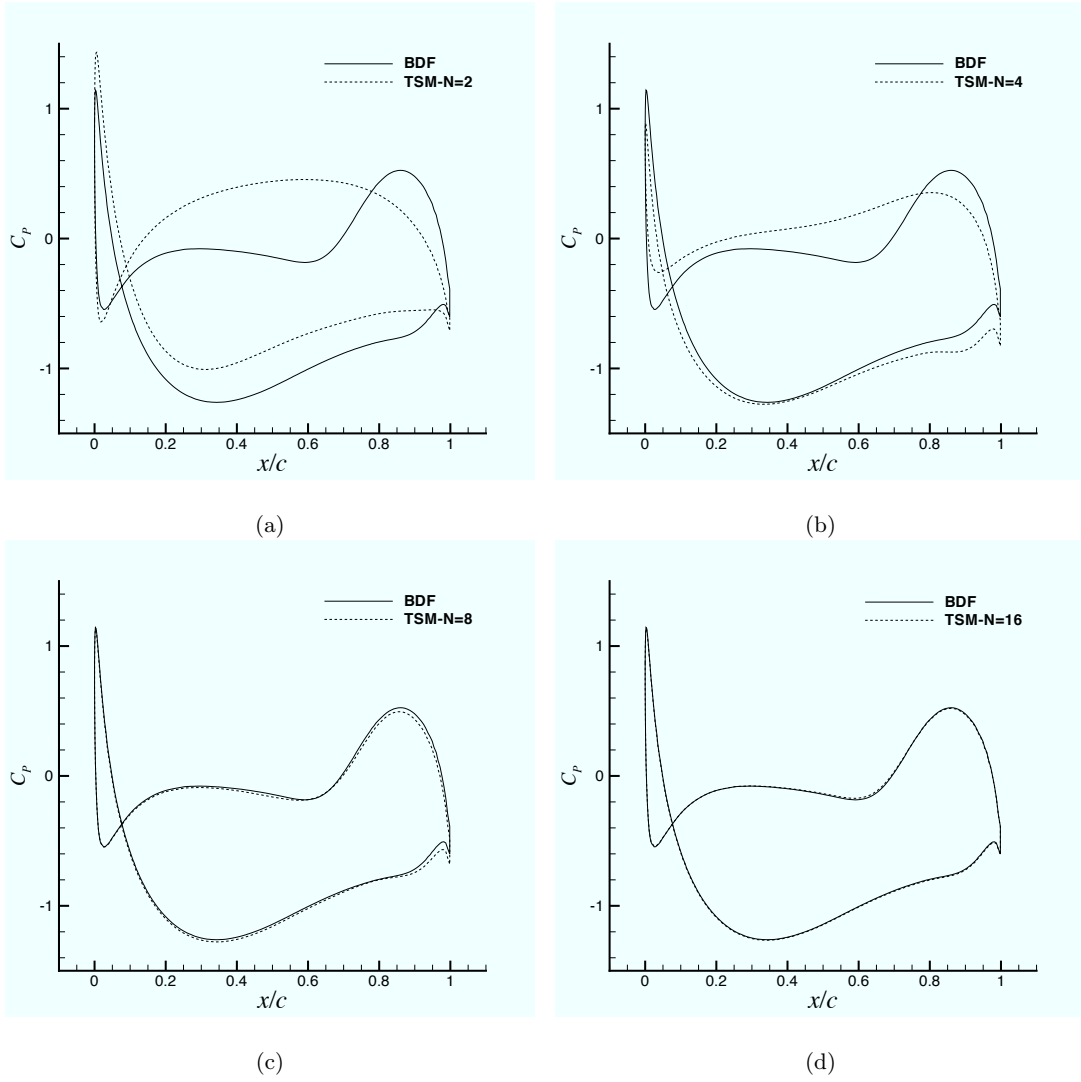 BDF
TSM-N=2
1
0
-1
C_P
0 0.2 0.4 0.6 0.8 1
x/c
(a)
BDF
TSM-N=4
1
0
-1
C_P
0 0.2 0.4 0.6 0.8 1
x/c
(b)
BDF
TSM-N=8
1
0
-1
C_P
0 0.2 0.4 0.6 0.8 1
x/c
(c)
BDF
TSM-N=16
1
0
-1
C_P
0 0.2 0.4 0.6 0.8 1
x/c
(d)